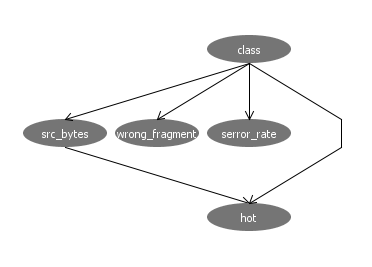 class
src_bytes
wrong_fragment
serror_rate
hot